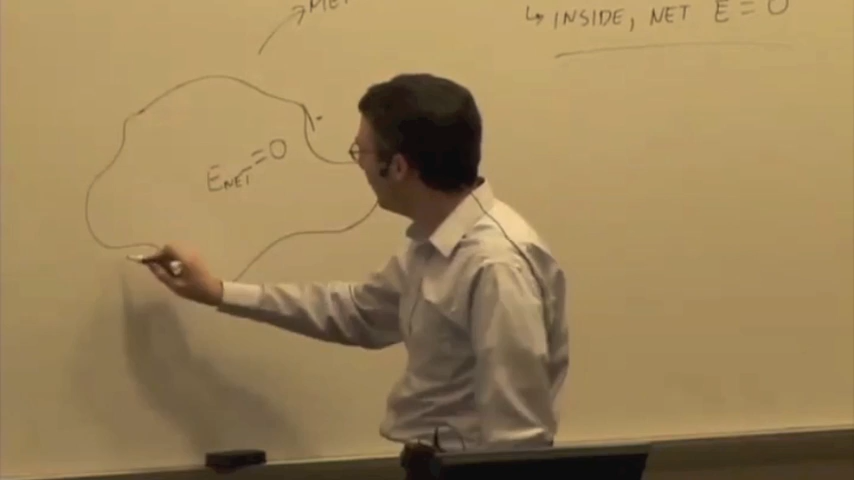 ↳ INSIDE, NET E = 0
E_NET = 0